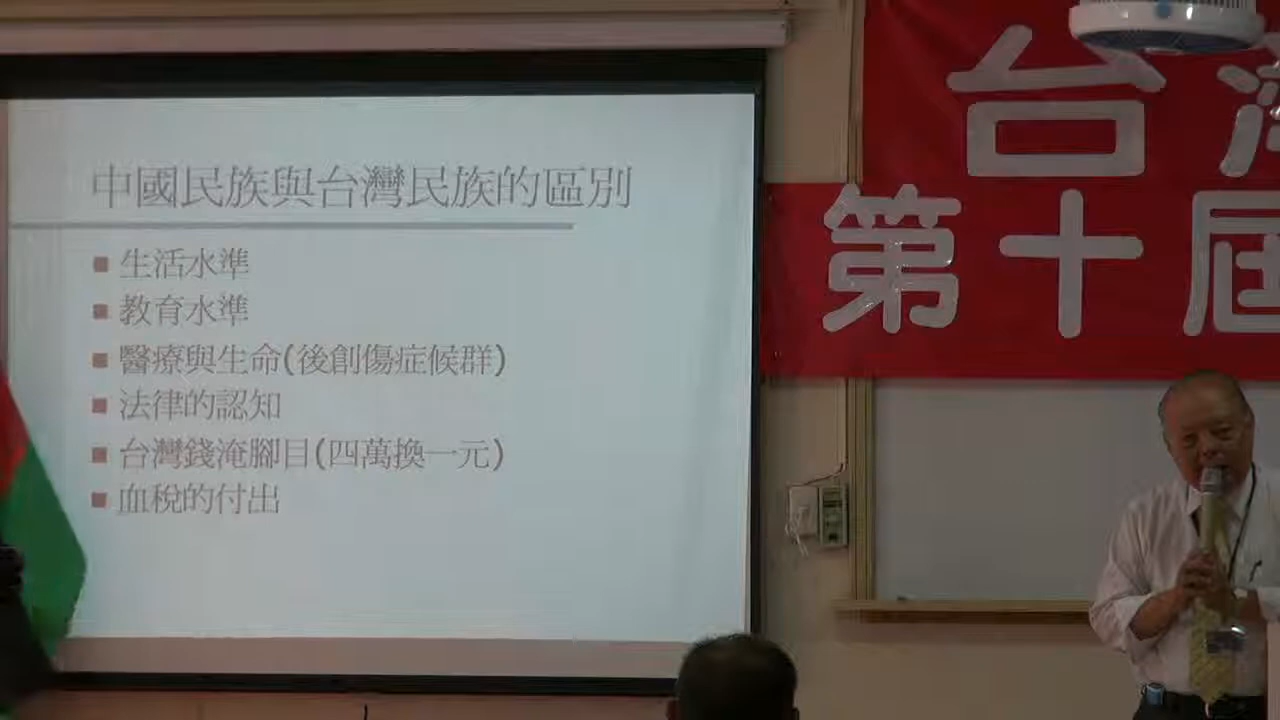 中國民族與台灣民族的區別
生活水準
教育水準
醫療與生命(後創傷症候群)
法律的認知
台灣錢淹腳目(四萬換一元)
血稅的付出
台灣
第十屆